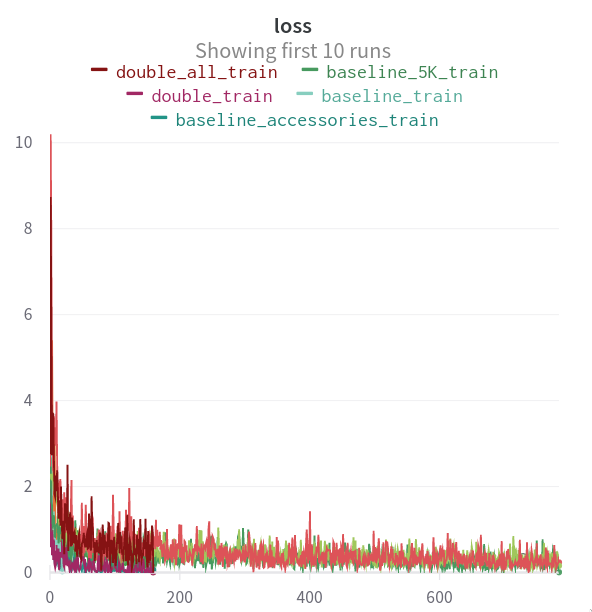 loss
Showing first 10 runs
double_all_train baseline_5K_train
double_train baseline_train
baseline_accessories_train
10
8
6
4
2
0
0 200 400 600